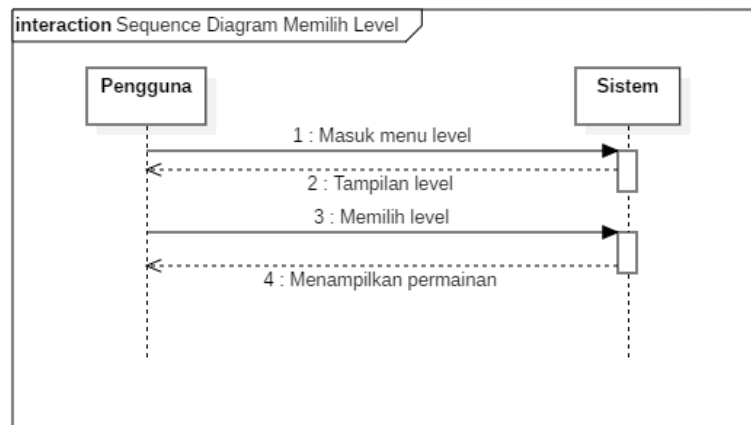 interaction Sequence Diagram Memilih Level
Pengguna
Sistem
1 : Masuk menu level
2 : Tampilan level
3 : Memilih level
4 : Menampilkan permainan